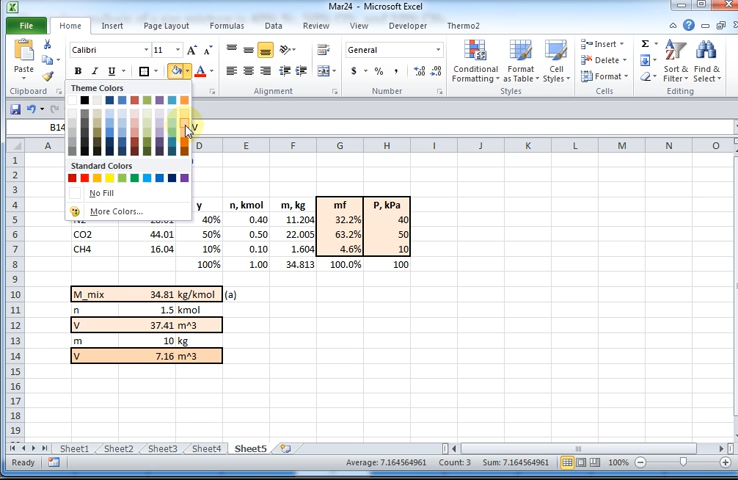 Mar24 - Microsoft Excel
File Home Insert Page Layout Formulas Data Review View Developer Thermo2
Paste
Calibri 11
B I U A
General
$ % ,
Conditional Formatting
Format as Table
Cell Styles
Insert
Delete
Format
Σ
Sort & Filter
Find & Select
Clipboard Number Styles Cells Editing
Theme Colors
Standard Colors
No Fill
More Colors...
B14 V
A D E F G H I J K L M N O
1
2
3
4 y n, kmol m, kg mf P, kPa
5 40% 0.40 11.204 32.2% 40
6 CO2 44.01 50% 0.50 22.005 63.2% 50
7 CH4 16.04 10% 0.10 1.604 4.6% 10
8 100% 1.00 34.813 100.0% 100
9
10 M_mix 34.81 kg/kmol (a)
11 n 1.5 kmol
12 V 37.41 m^3
13 m 10 kg
14 V 7.16 m^3
15
16
17
18
19
Sheet1 Sheet2 Sheet3 Sheet4 Sheet5
Ready Average: 7.164564961 Count: 3 Sum: 7.164564961 100%